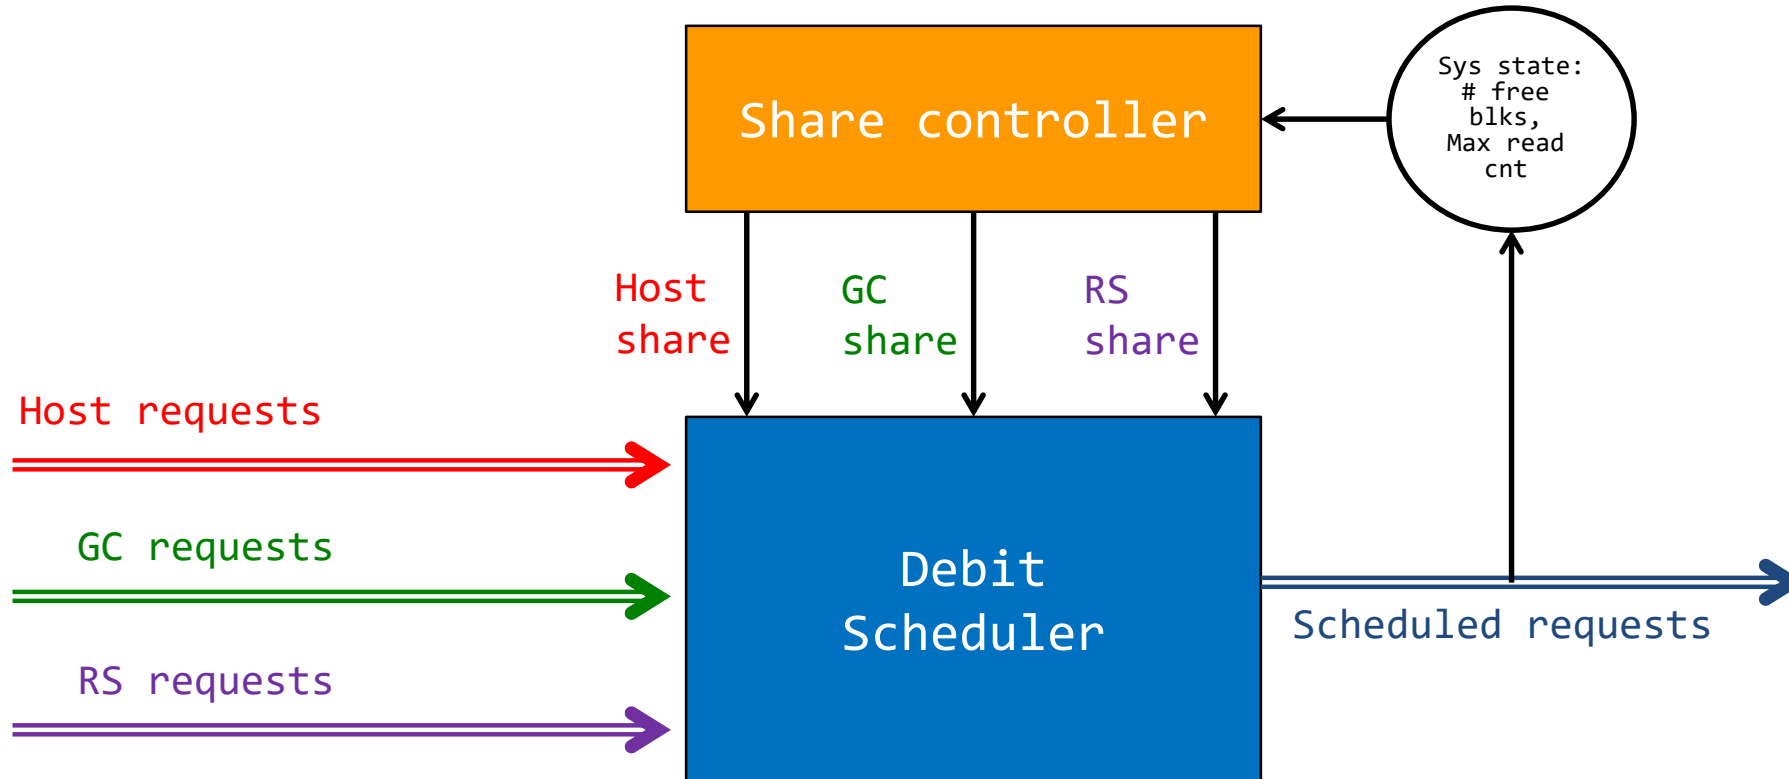 Share controller
Sys state:
# free
blks,
Max read
cnt
Host
share
GC
share
RS
share
Host requests
GC requests
RS requests
Debit
Scheduler
Scheduled requests